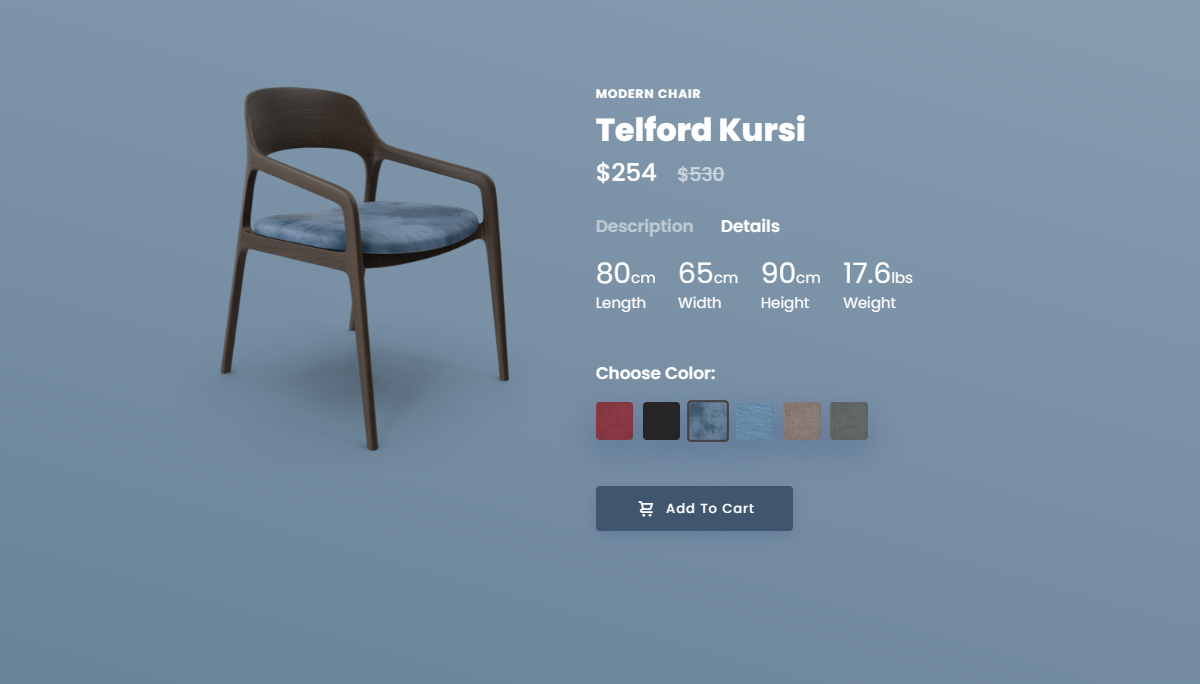 MODERN CHAIR
Telford Kursi
$254 $530
Description Details
80cm 65cm 90cm 17.6lbs
Length Width Height Weight
Choose Color:
Add To Cart